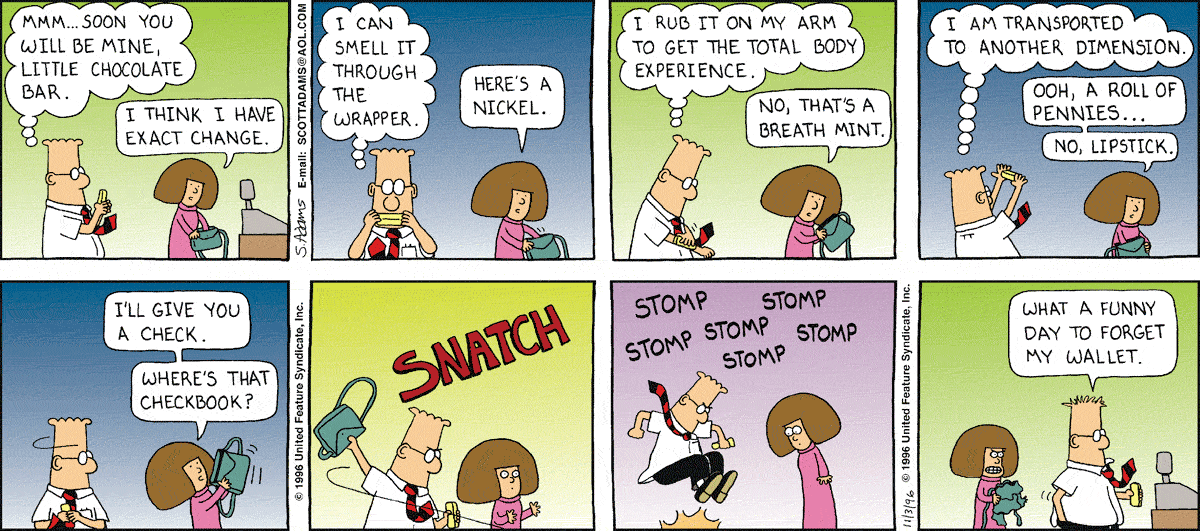 MMM... SOON YOU
WILL BE MINE,
LITTLE CHOCOLATE
BAR.
I THINK I HAVE
EXACT CHANGE.
S. Adams E-mail: SCOTTADAMS@AOL.COM
I CAN
SMELL IT
THROUGH
THE
WRAPPER.
HERE'S A
NICKEL.
I RUB IT ON MY ARM
TO GET THE TOTAL BODY
EXPERIENCE.
NO, THAT'S A
BREATH MINT.
I AM TRANSPORTED
TO ANOTHER DIMENSION.
OOH, A ROLL OF
PENNIES...
NO, LIPSTICK.
I'LL GIVE YOU
A CHECK.
WHERE'S THAT
CHECKBOOK?
© 1996 United Feature Syndicate, Inc.
SNATCH
STOMP STOMP
STOMP STOMP STOMP
STOMP
11/3/96 © 1996 United Feature Syndicate, Inc.
WHAT A FUNNY
DAY TO FORGET
MY WALLET.